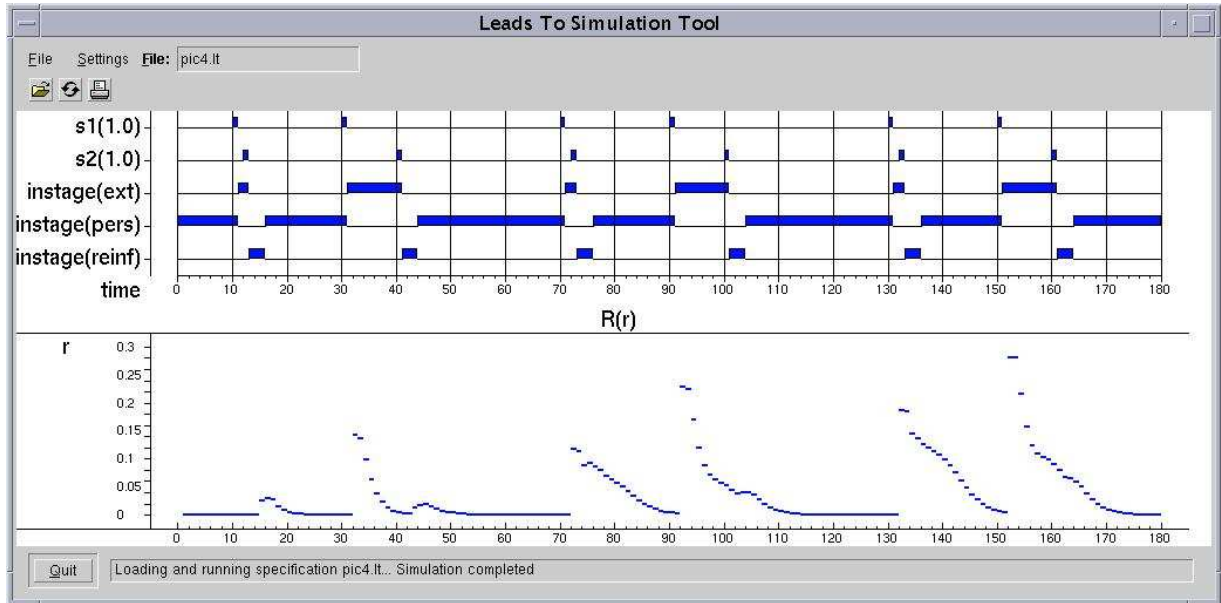 Leads To Simulation Tool
File Settings File: pic4.lt
s1(1.0)
s2(1.0)
instage(ext)
instage(pers)
instage(reinf)
time 0 10 20 30 40 50 60 70 80 90 100 110 120 130 140 150 160 170 180
R(r)
r
0.3
0.25
0.2
0.15
0.1
0.05
0
0 10 20 30 40 50 60 70 80 90 100 110 120 130 140 150 160 170 180
Quit Loading and running specification pic4.lt... Simulation completed